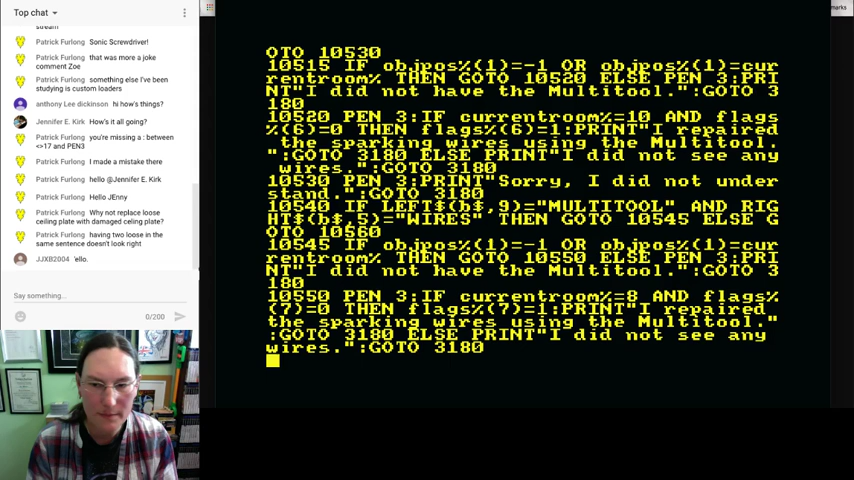 Top chat
stream
Patrick Furlong Sonic Screwdriver!
Patrick Furlong that was more a joke
comment Zoe
Patrick Furlong something else I've been
studying is custom loaders
anthony Lee dickinson hi how's things?
Jennifer E. Kirk How's it all going?
Patrick Furlong you're missing a : between
<>17 and PEN3
Patrick Furlong I made a mistake there
Patrick Furlong hello @Jennifer E. Kirk
Patrick Furlong Hello JEnny
Patrick Furlong Why not replace loose
ceiling plate with damaged ceiling plate?
Patrick Furlong having two loose in the
same sentence doesn't look right
JJXB2004 'ello.
Say something...
0/200
marks
OTO 10530
10515 IF objpos%(1)=-1 OR objpos%(1)=cur
rentroom% THEN GOTO 10520 ELSE PEN 3:PRI
NT"I did not have the Multitool.":GOTO 3
180
10520 PEN 3:IF currentroom%=10 AND flags
%(6)=0 THEN flags%(6)=1:PRINT"I repaired
the sparking wires using the Multitool.
":GOTO 3180 ELSE PRINT"I did not see any
wires.":GOTO 3180
10530 PEN 3:PRINT"Sorry, I did not under
stand.":GOTO 3180
10540 IF LEFT$(b$,9)="MULTITOOL" AND RIG
HT$(b$,5)="WIRES" THEN GOTO 10545 ELSE G
OTO 10560
10545 IF objpos%(1)=-1 OR objpos%(1)=cur
rentroom% THEN GOTO 10550 ELSE PEN 3:PRI
NT"I did not have the Multitool.":GOTO 3
180
10550 PEN 3:IF currentroom%=8 AND flags%
(7)=0 THEN flags%(7)=1:PRINT"I repaired
the sparking wires using the Multitool."
:GOTO 3180 ELSE PRINT"I did not see any
wires.":GOTO 3180